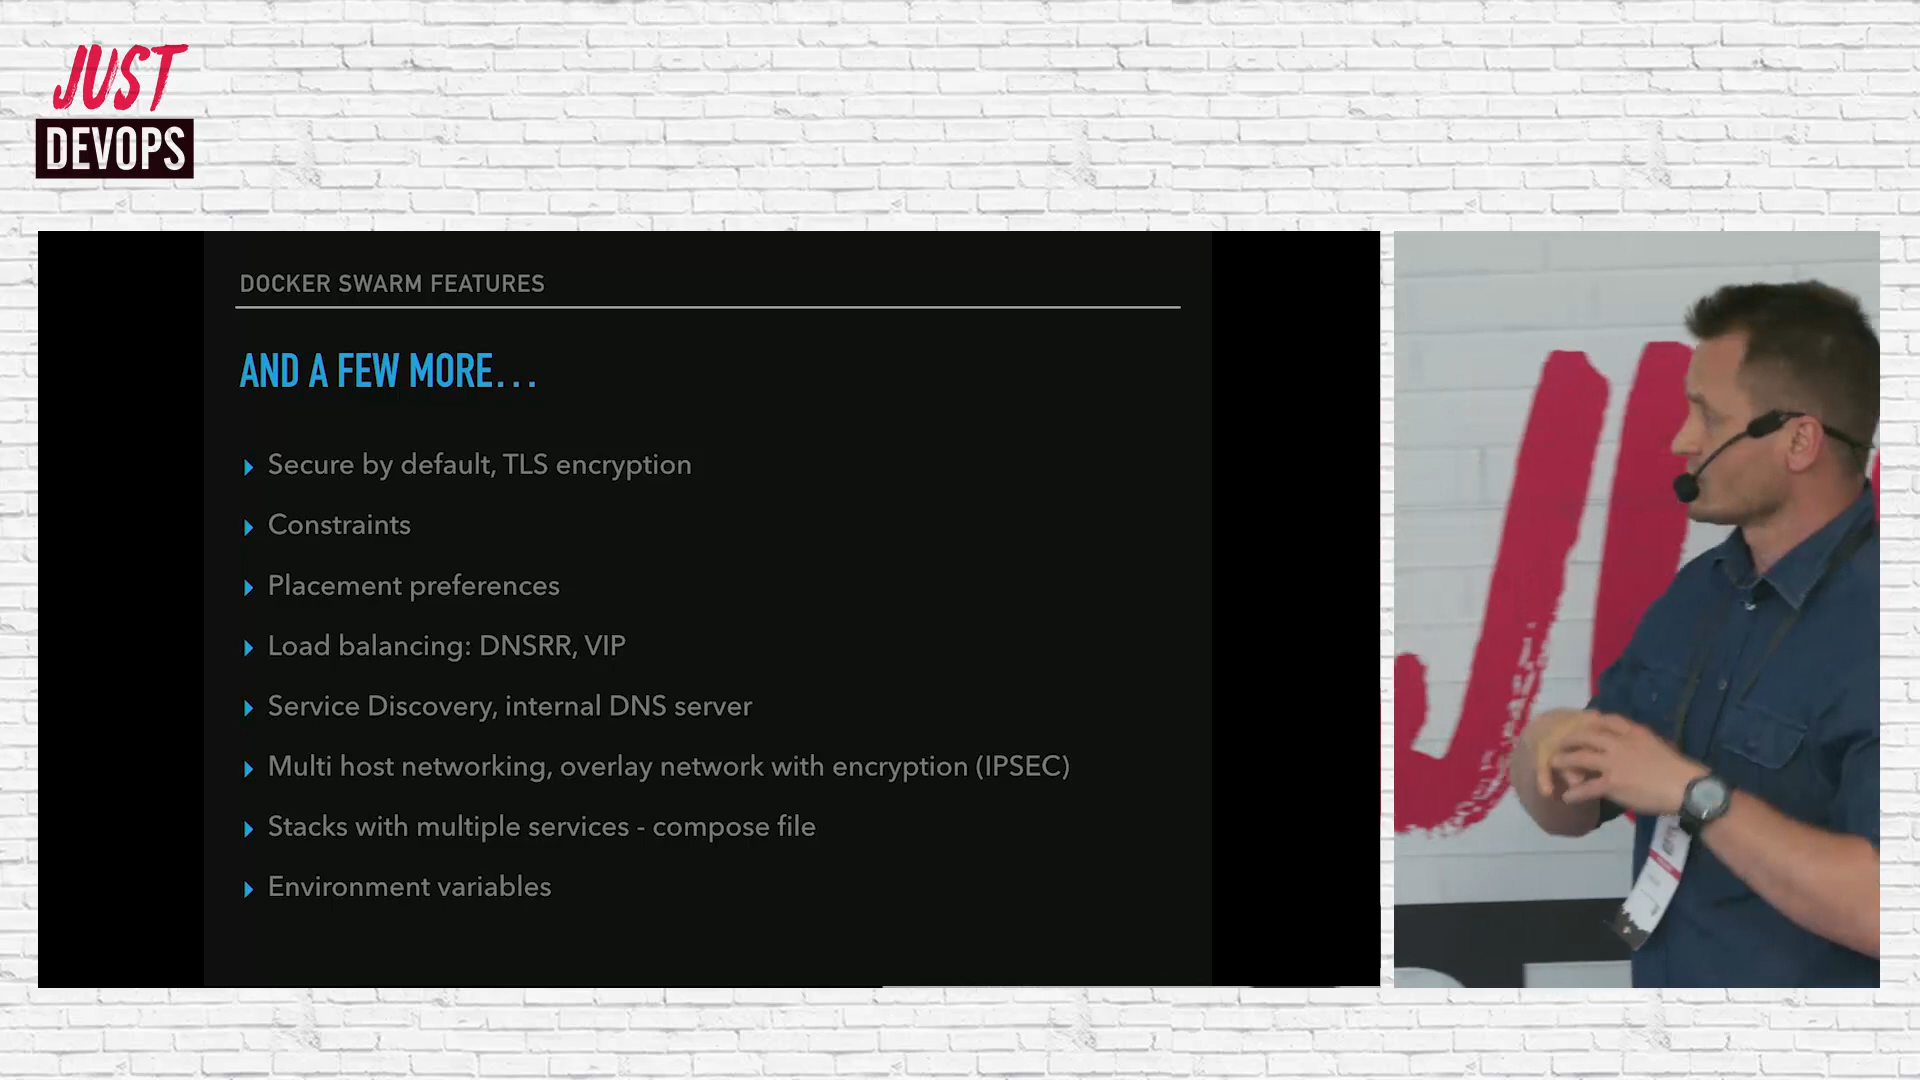 JUST
DEVOPS
DOCKER SWARM FEATURES
AND A FEW MORE...
Secure by default, TLS encryption
Constraints
Placement preferences
Load balancing: DNSRR, VIP
Service Discovery, internal DNS server
Multi host networking, overlay network with encryption (IPSEC)
Stacks with multiple services - compose file
Environment variables